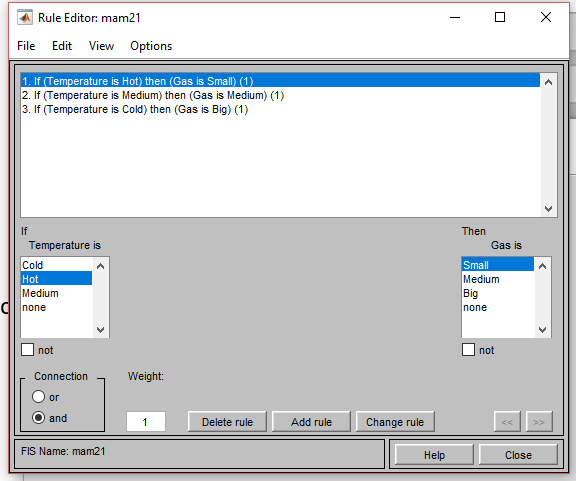 Rule Editor: mam21
File Edit View Options
1. If (Temperature is Hot) then (Gas is Small) (1)
2. If (Temperature is Medium) then (Gas is Medium) (1)
3. If (Temperature is Cold) then (Gas is Big) (1)
If
Temperature is
Cold
Hot
Medium
none
not
Then
Gas is
Small
Medium
Big
none
not
Connection
or
and
Weight:
1
Delete rule
Add rule
Change rule
<<
>>
FIS Name: mam21
Help
Close